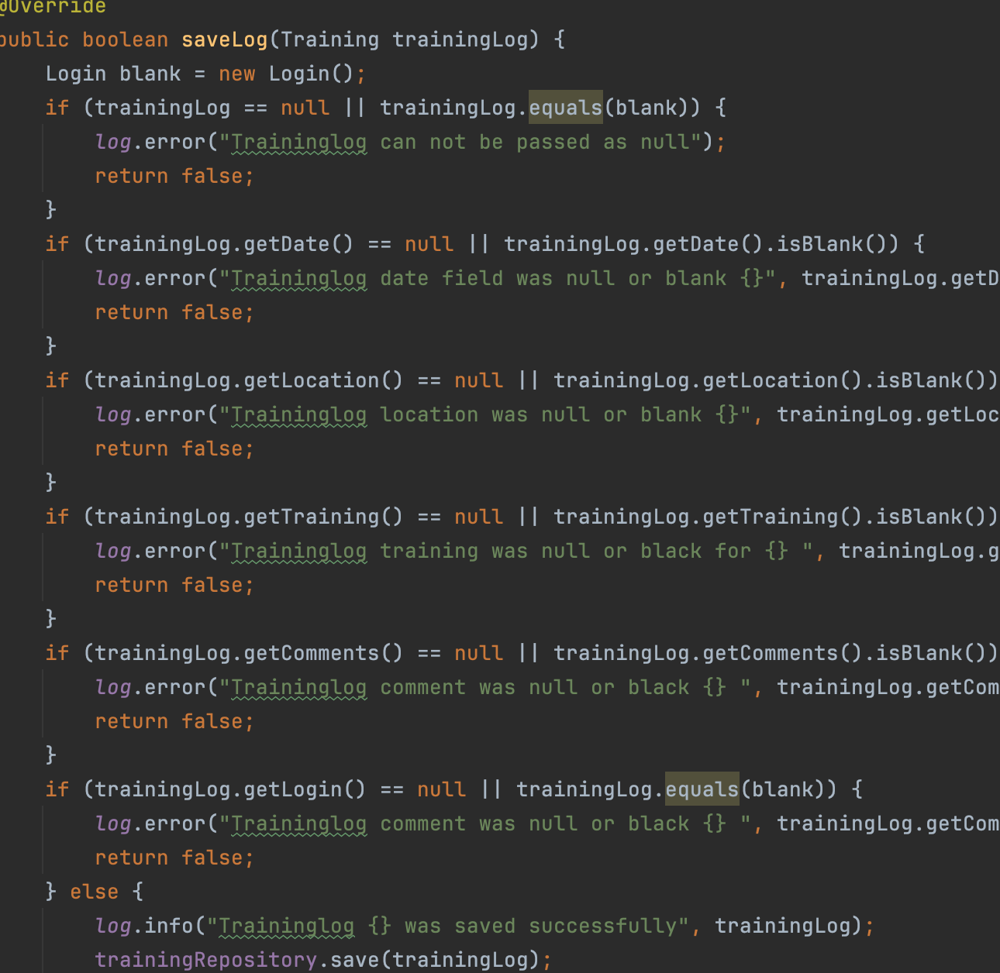 @Override
public boolean saveLog(Training trainingLog) {
    Login blank = new Login();
    if (trainingLog == null || trainingLog.equals(blank)) {
        log.error("Traininglog can not be passed as null");
        return false;
    }
    if (trainingLog.getDate() == null || trainingLog.getDate().isBlank()) {
        log.error("Traininglog date field was null or blank {}", trainingLog.getD
        return false;
    }
    if (trainingLog.getLocation() == null || trainingLog.getLocation().isBlank())
        log.error("Traininglog location was null or blank {}", trainingLog.getLoc
        return false;
    }
    if (trainingLog.getTraining() == null || trainingLog.getTraining().isBlank())
        log.error("Traininglog training was null or black for {} ", trainingLog.g
        return false;
    }
    if (trainingLog.getComments() == null || trainingLog.getComments().isBlank())
        log.error("Traininglog comment was null or black {} ", trainingLog.getCom
        return false;
    }
    if (trainingLog.getLogin() == null || trainingLog.equals(blank)) {
        log.error("Traininglog comment was null or black {} ", trainingLog.getCom
        return false;
    } else {
        log.info("Traininglog {} was saved successfully", trainingLog);
        trainingRepository.save(trainingLog);